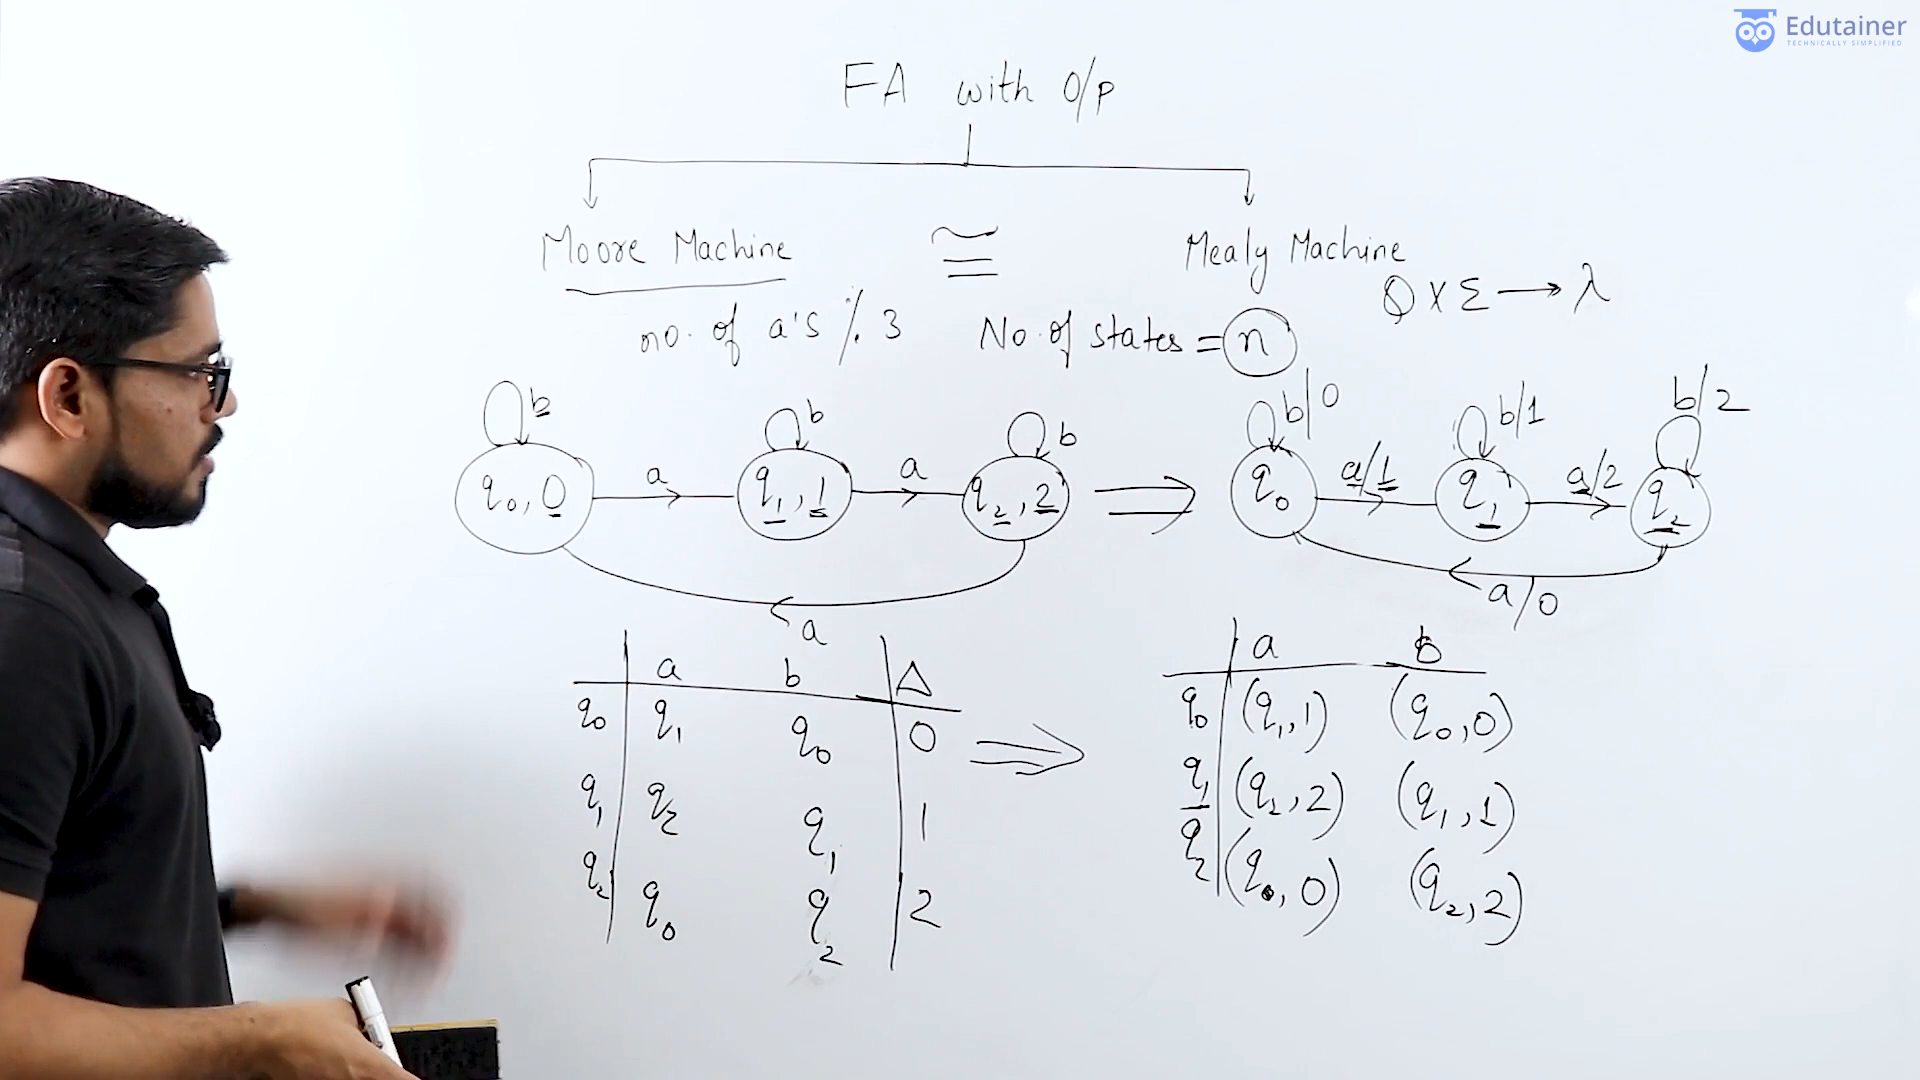 Edutainer
TECHNICALLY SIMPLIFIED
FA with O/P
Moore Machine ≅ Mealy Machine
Q X Σ → λ
no. of a's % 3
No. of states = n
b b b b/0 b/1 b/2
q0, 0 a q1, 1 a q2, 2 ⇒ q0 a/1 q1 a/2 q2
a a/0
a b Δ
q0 q1 q0 0
q1 q2 q1 1
q2 q0 q2 2
⇒
a b
q0 (q1, 1) (q0, 0)
q1 (q2, 2) (q1, 1)
q2 (q0, 0) (q2, 2)